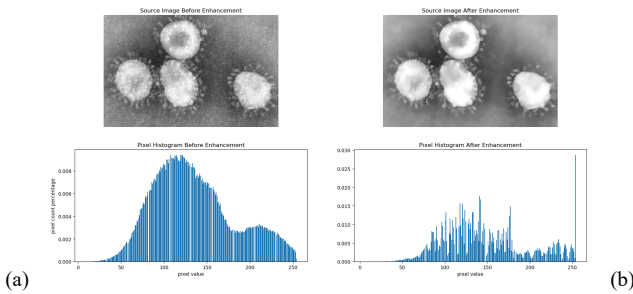 Source Image Before Enhancement
Source Image After Enhancement
Pixel Histogram Before Enhancement
Pixel Histogram After Enhancement
pixel count percentage
0.008
0.006
0.004
0.002
0.000
0 50 100 150 200 250
pixel value
0.030
0.025
0.020
0.015
0.010
0.005
0.000
0 50 100 150 200 250
pixel value
(a)
(b)